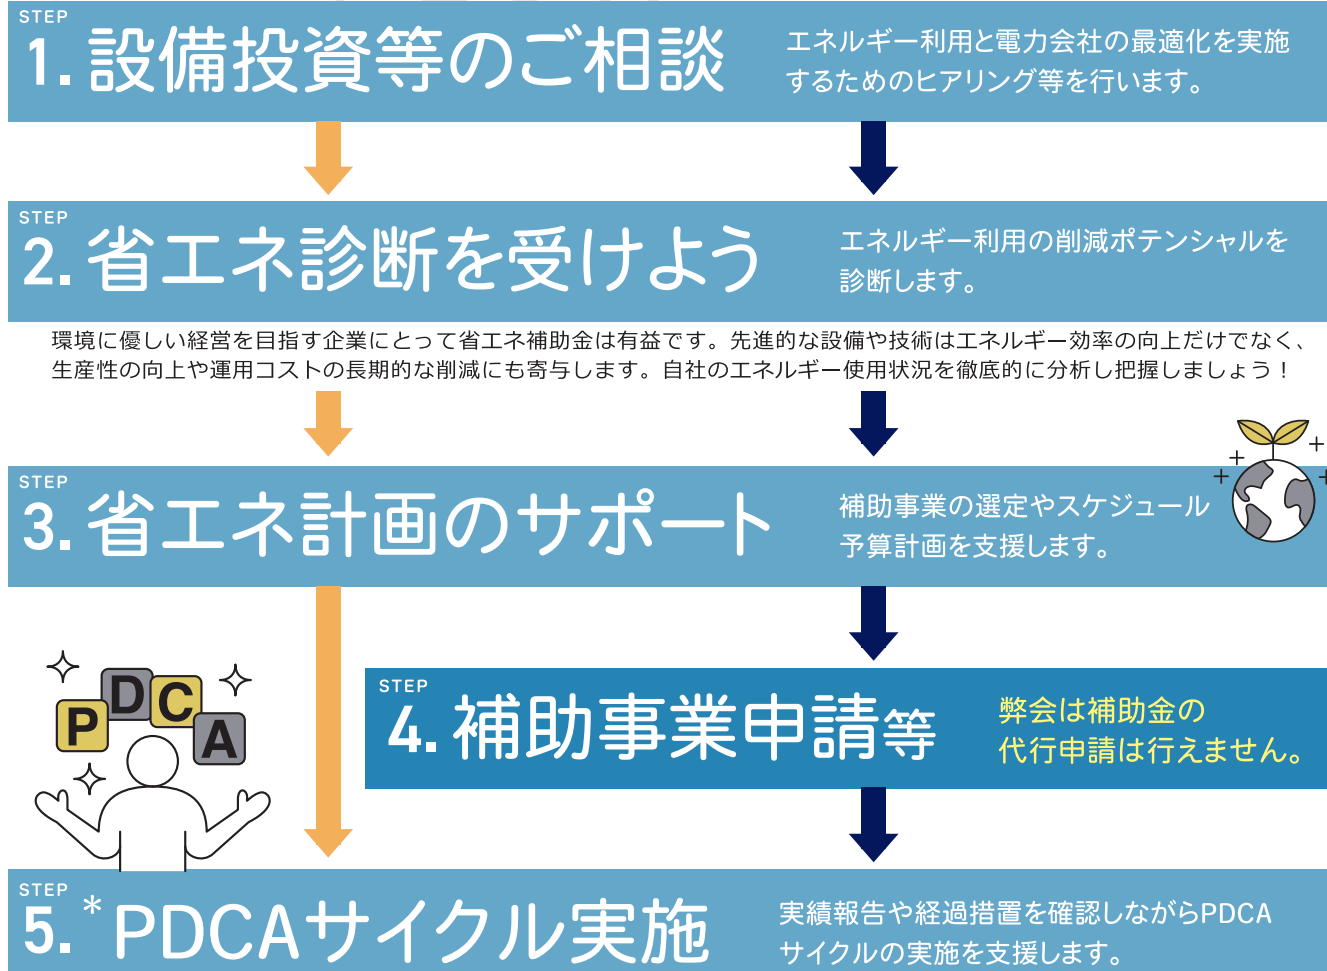 STEP
1. 設備投資等のご相談
エネルギー利用と電力会社の最適化を実施
するためのヒアリング等を行います。
STEP
2. 省エネ診断を受けよう
エネルギー利用の削減ポテンシャルを
診断します。
環境に優しい経営を目指す企業にとって省エネ補助金は有益です。先進的な設備や技術はエネルギー効率の向上だけでなく、
生産性の向上や運用コストの長期的な削減にも寄与します。自社のエネルギー使用状況を徹底的に分析し把握しましょう！
STEP
3. 省エネ計画のサポート
補助事業の選定やスケジュール
予算計画を支援します。
P D C A
STEP
4. 補助事業申請等
弊会は補助金の
代行申請は行えません。
STEP
5. *PDCAサイクル実施
実績報告や経過措置を確認しながらPDCA
サイクルの実施を支援します。